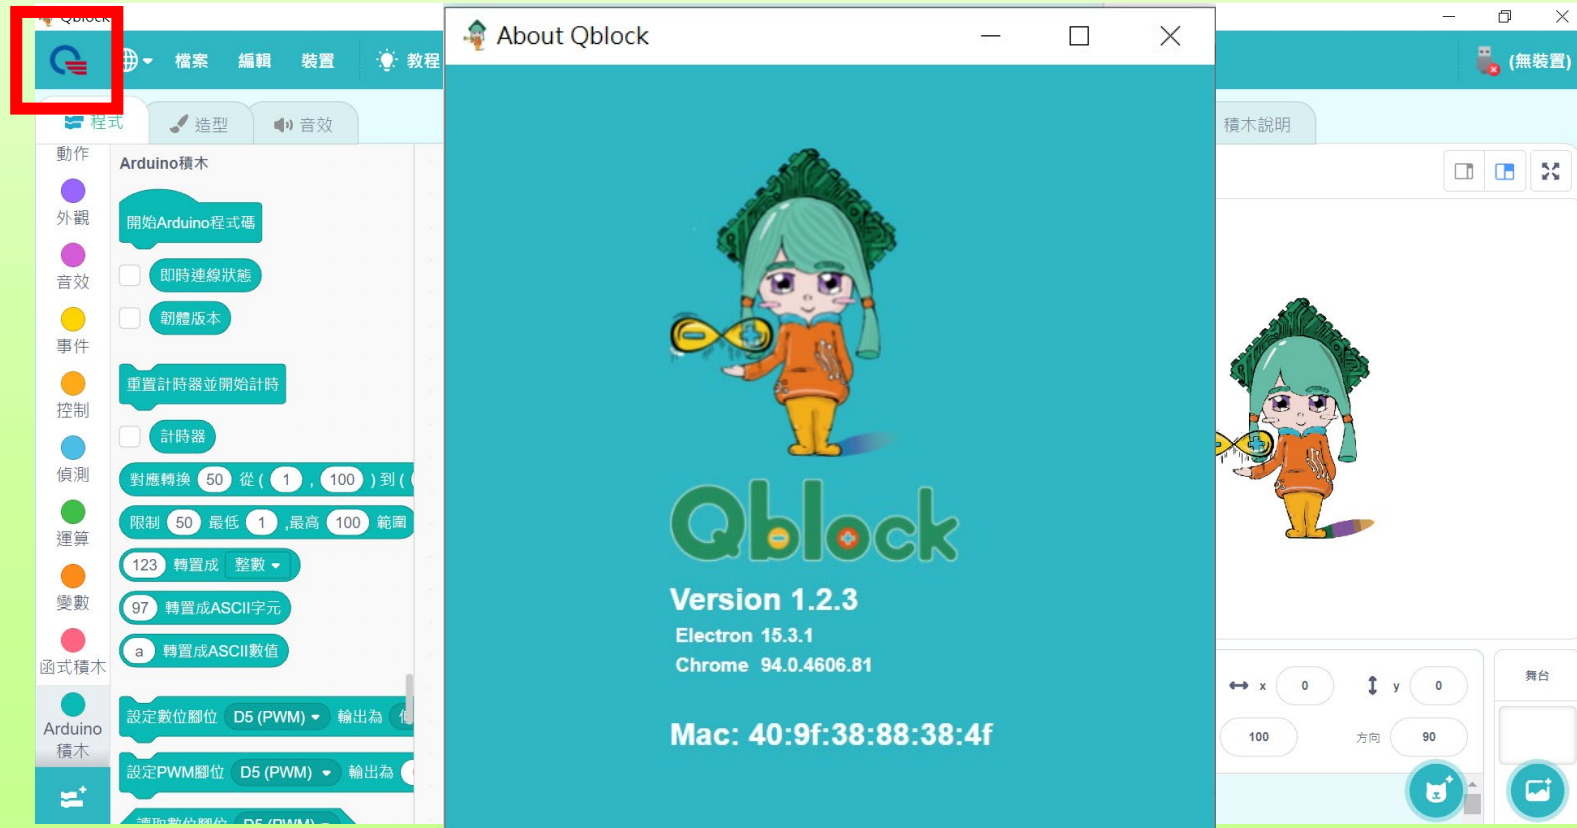 Qblock
檔案 編輯 裝置 教程
(無裝置)
程式 造型 音效
積木說明
動作
外觀
音效
事件
控制
偵測
運算
變數
函式積木
Arduino
積木
Arduino積木
開始Arduino程式碼
即時連線狀態
韌體版本
重置計時器並開始計時
計時器
對應轉換 50 從 ( 1 , 100 ) 到 (
限制 50 最低 1 ,最高 100 範圍
123 轉置成 整數
97 轉置成ASCII字元
a 轉置成ASCII數值
設定數位腳位 D5 (PWM) 輸出為
設定PWM腳位 D5 (PWM) 輸出為
讀取數位腳位 D5 (PWM)
About Qblock
Qblock
Version 1.2.3
Electron 15.3.1
Chrome 94.0.4606.81
Mac: 40:9f:38:88:38:4f
x 0 y 0
100 方向 90
舞台